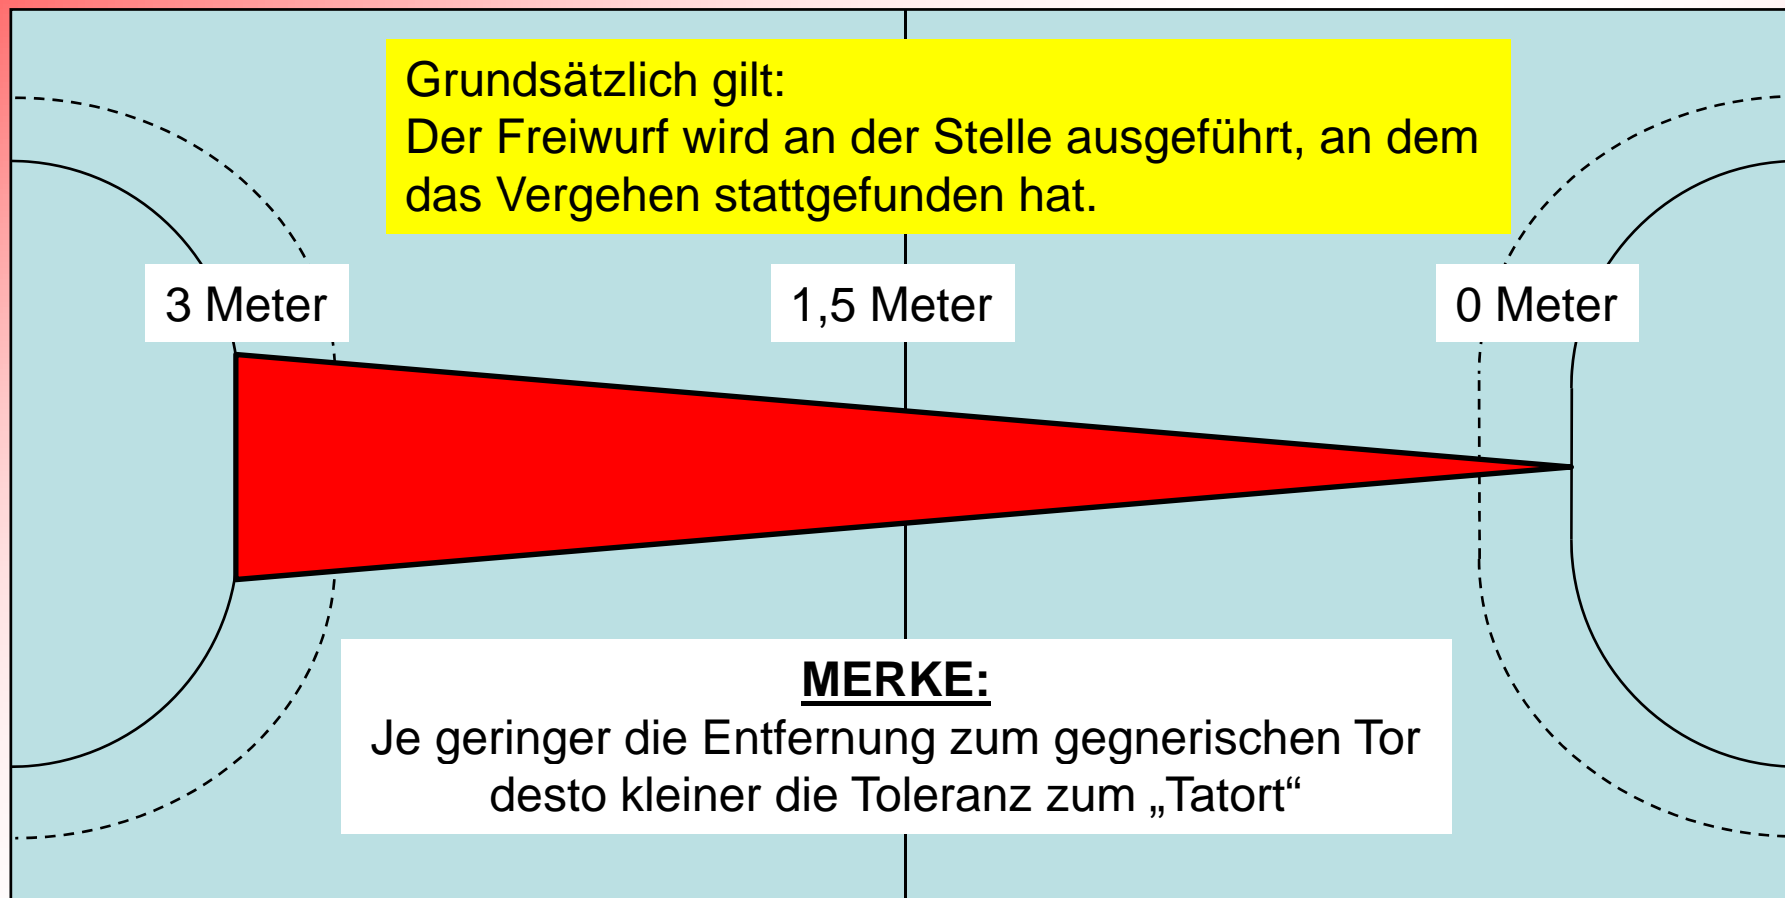 Grundsätzlich gilt:
Der Freiwurf wird an der Stelle ausgeführt, an dem
das Vergehen stattgefunden hat.
3 Meter
1,5 Meter
0 Meter
MERKE:
Je geringer die Entfernung zum gegnerischen Tor
desto kleiner die Toleranz zum „Tatort“